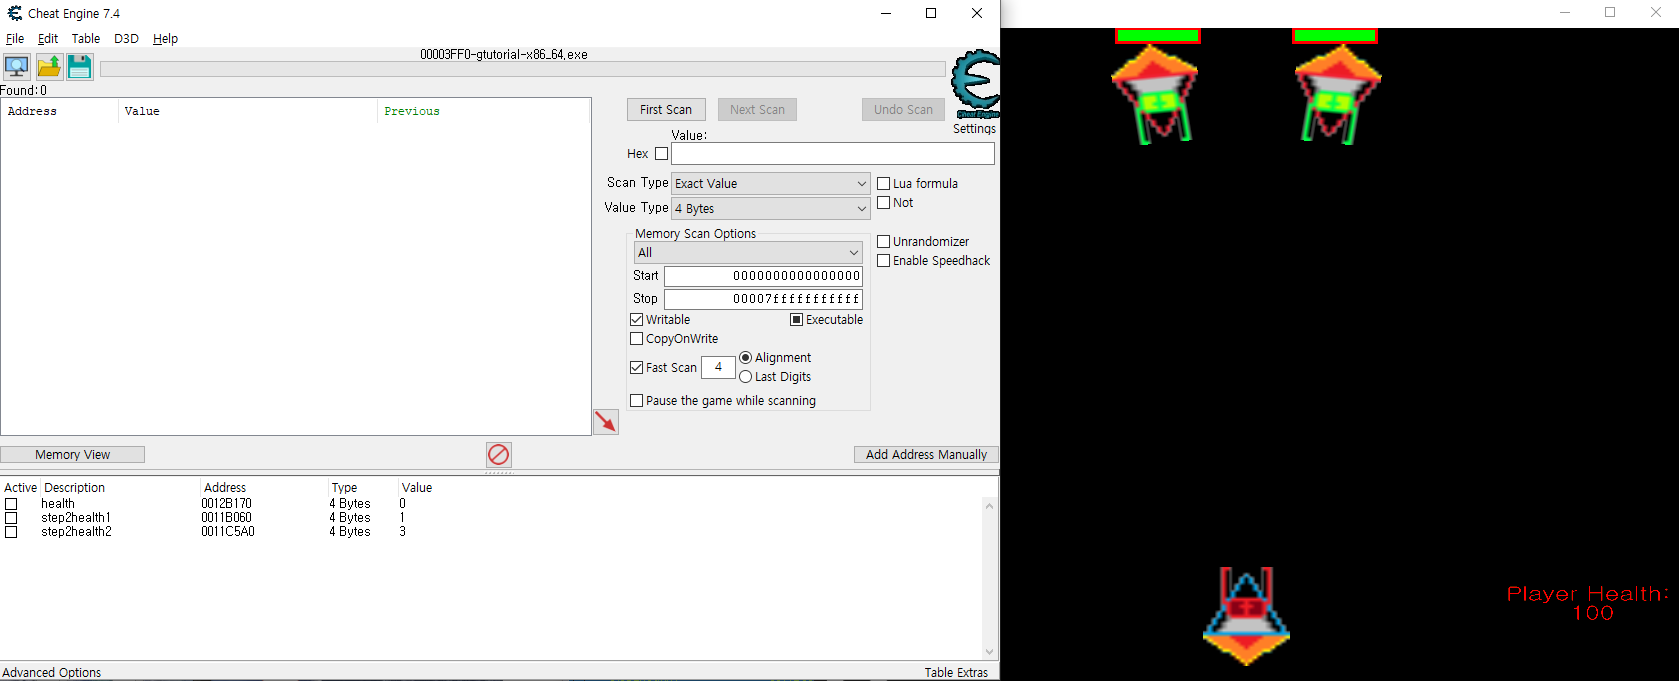 Cheat Engine 7.4
File Edit Table D3D Help
00003FF0-gtutorial-x86_64.exe
Found:0
Address Value Previous
First Scan Next Scan Undo Scan
Cheat Engine
Settings
Value:
Hex
Scan Type Exact Value Lua formula
Value Type 4 Bytes Not
Memory Scan Options
All
Unrandomizer
Enable Speedhack
Start 0000000000000000
Stop 00007fffffffffff
Writable Executable
CopyOnWrite
Fast Scan 4 Alignment
Last Digits
Pause the game while scanning
Memory View Add Address Manually
Active Description Address Type Value
health 0012B170 4 Bytes 0
step2health1 0011B060 4 Bytes 1
step2health2 0011C5A0 4 Bytes 3
Advanced Options Table Extras
Player Health:
100